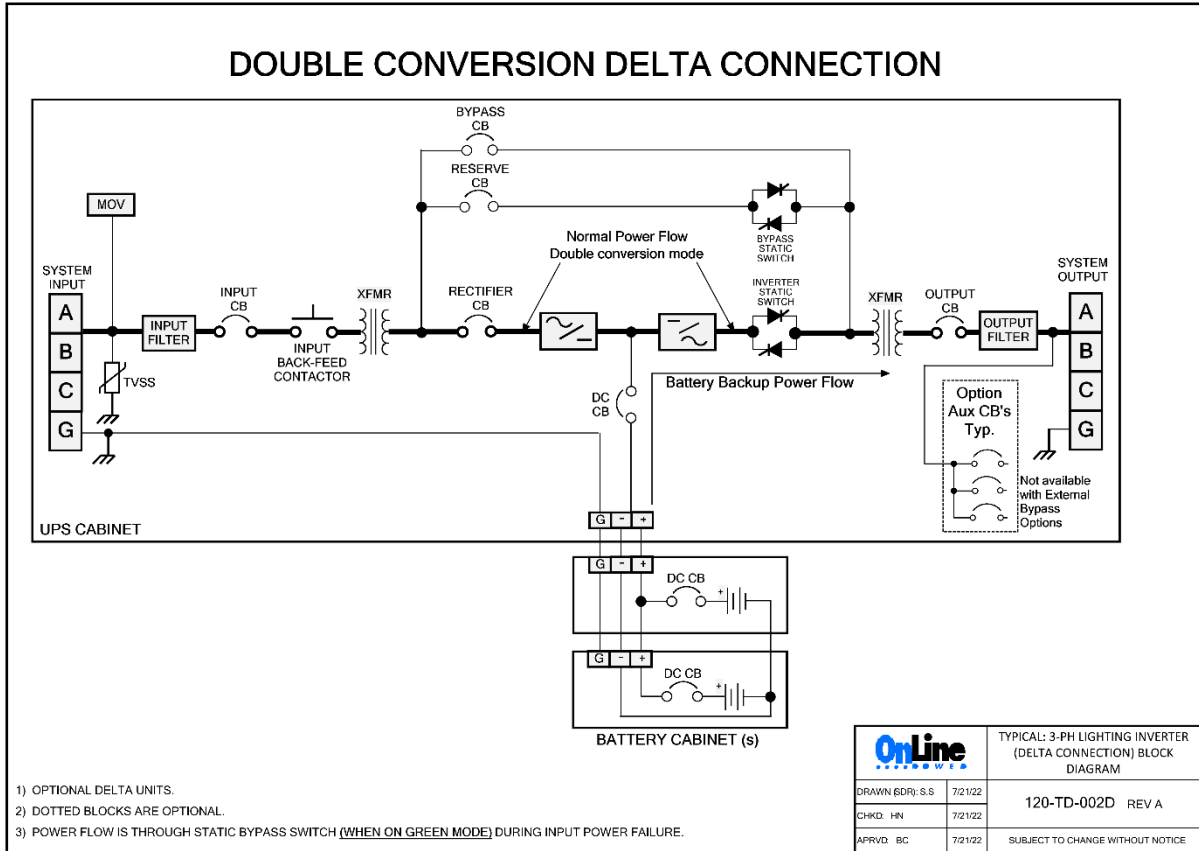 DOUBLE CONVERSION DELTA CONNECTION
BYPASS
CB
RESERVE
CB
MOV
BYPASS
STATIC
SWITCH
Normal Power Flow
Double conversion mode
SYSTEM
INPUT
A
B
C
G
INPUT
FILTER
INPUT
CB
INPUT
BACK-FEED
CONTACTOR
XFMR
RECTIFIER
CB
INVERTER
STATIC
SWITCH
XFMR
OUTPUT
CB
OUTPUT
FILTER
SYSTEM
OUTPUT
A
B
C
G
TVSS
DC
CB
Battery Backup Power Flow
Option
Aux CB's
Typ.
Not available
with External
Bypass
Options
UPS CABINET
G - +
G - +
DC CB
+
G - +
DC CB
+
BATTERY CABINET (s)
1) OPTIONAL DELTA UNITS.
2) DOTTED BLOCKS ARE OPTIONAL.
3) POWER FLOW IS THROUGH STATIC BYPASS SWITCH (WHEN ON GREEN MODE) DURING INPUT POWER FAILURE.
OnLine
POWER
TYPICAL: 3-PH LIGHTING INVERTER
(DELTA CONNECTION) BLOCK
DIAGRAM
DRAWN (SDR): S.S 7/21/22
CHKD: HN 7/21/22
APRVD: BC 7/21/22
120-TD-002D REV A
SUBJECT TO CHANGE WITHOUT NOTICE